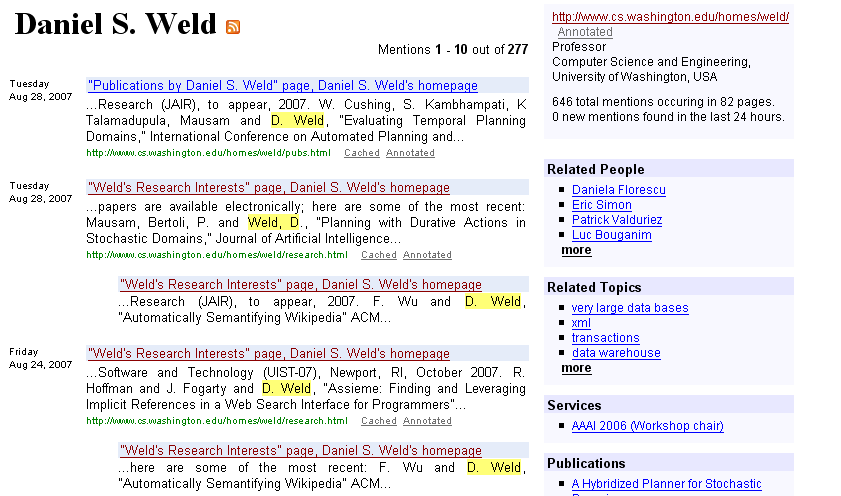 Daniel S. Weld
Mentions 1 - 10 out of 277
Tuesday
Aug 28, 2007
"Publications by Daniel S. Weld" page, Daniel S. Weld's homepage
...Research (JAIR), to appear, 2007. W. Cushing, S. Kambhampati, K
Talamadupula, Mausam and D. Weld, "Evaluating Temporal Planning
Domains," International Conference on Automated Planning and...
http://www.cs.washington.edu/homes/weld/pubs.html Cached Annotated
Tuesday
Aug 28, 2007
"Weld's Research Interests" page, Daniel S. Weld's homepage
...papers are available electronically; here are some of the most recent:
Mausam, Bertoli, P. and Weld, D., "Planning with Durative Actions in
Stochastic Domains," Journal of Artificial Intelligence...
http://www.cs.washington.edu/homes/weld/research.html Cached Annotated
"Weld's Research Interests" page, Daniel S. Weld's homepage
...Research (JAIR), to appear, 2007. F. Wu and D. Weld,
"Automatically Semantifying Wikipedia" ACM...
Friday
Aug 24, 2007
"Weld's Research Interests" page, Daniel S. Weld's homepage
...Software and Technology (UIST-07), Newport, RI, October 2007. R.
Hoffman and J. Fogarty and D. Weld, "Assieme: Finding and Leveraging
Implicit References in a Web Search Interface for Programmers"...
http://www.cs.washington.edu/homes/weld/research.html Cached Annotated
"Weld's Research Interests" page, Daniel S. Weld's homepage
...here are some of the most recent: F. Wu and D. Weld,
"Automatically Semantifying Wikipedia" ACM...
http://www.cs.washington.edu/homes/weld/
Annotated
Professor
Computer Science and Engineering,
University of Washington, USA
646 total mentions occuring in 82 pages.
0 new mentions found in the last 24 hours.
Related People
Daniela Florescu
Eric Simon
Patrick Valduriez
Luc Bouganim
more
Related Topics
very large data bases
xml
transactions
data warehouse
more
Services
AAAI 2006 (Workshop chair)
Publications
A Hybridized Planner for Stochastic